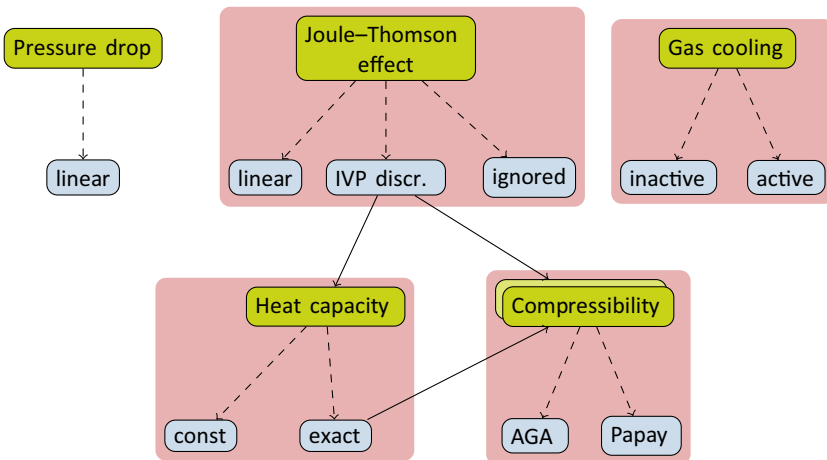 Pressure drop
Joule–Thomson
effect
Gas cooling
linear
linear
IVP discr.
ignored
inactive
active
Heat capacity
Compressibility
const
exact
AGA
Papay